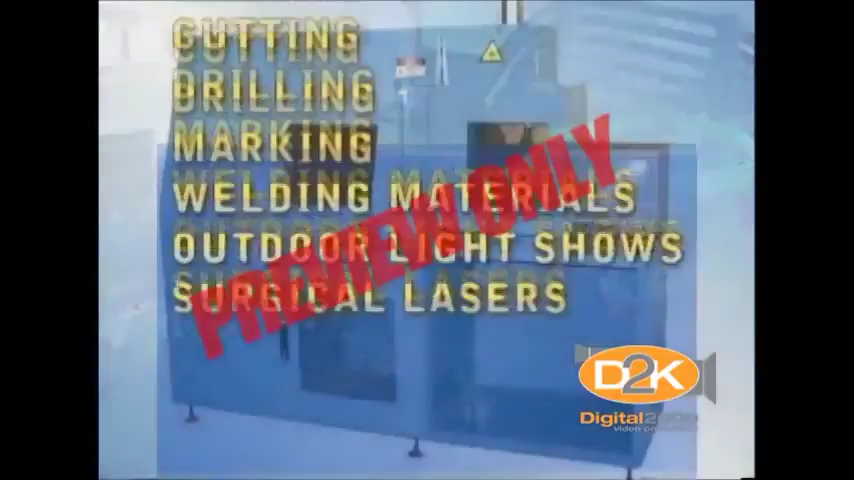 CUTTING
DRILLING
MARKING
WELDING MATERIALS
OUTDOOR LIGHT SHOWS
SURGICAL LASERS
PREVIEW ONLY
D2K